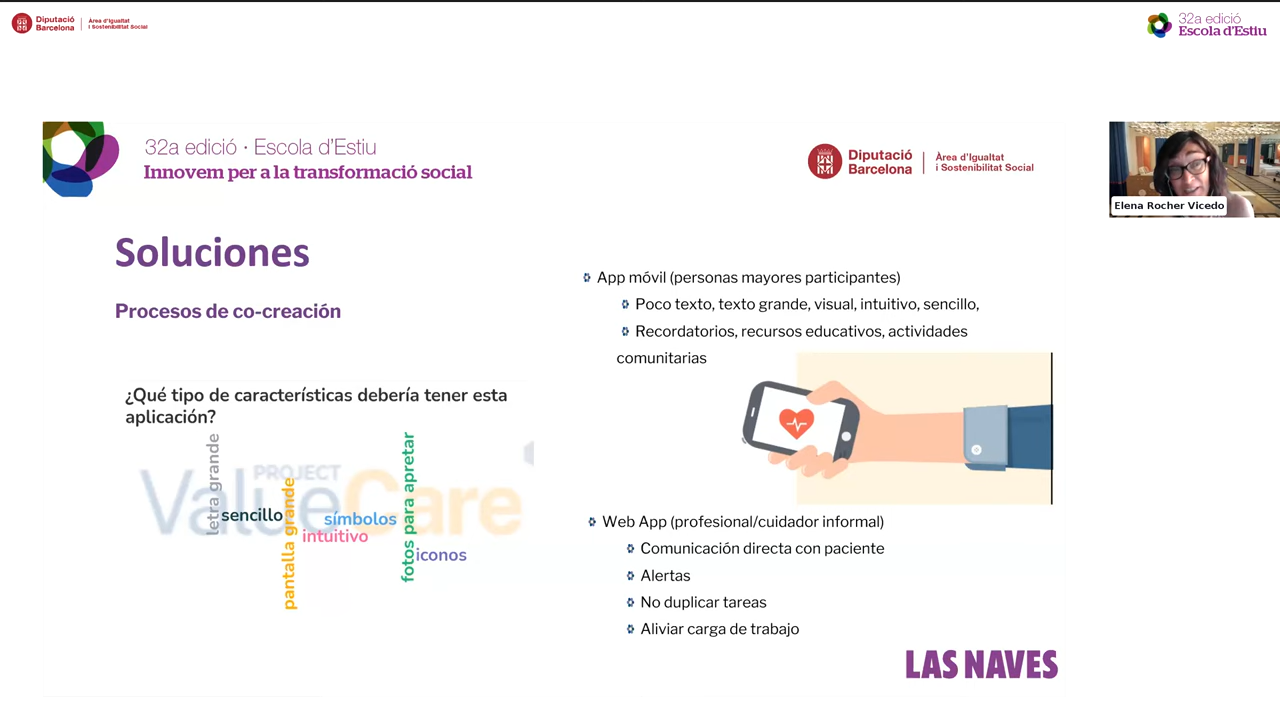 Diputació
Barcelona
Àrea d'Igualtat
i Sostenibilitat Social
32a edició
Escola d'Estiu
32a edició · Escola d'Estiu
Innovem per a la transformació social
Diputació
Barcelona
Àrea d'Igualtat
i Sostenibilitat Social
Elena Rocher Vicedo
Soluciones
Procesos de co-creación
¿Qué tipo de características debería tener esta
aplicación?
PROJECT
ValueCare
letra grande
sencillo
pantalla grande
símbolos
intuitivo
fotos para apretar
iconos
App móvil (personas mayores participantes)
Poco texto, texto grande, visual, intuitivo, sencillo,
Recordatorios, recursos educativos, actividades
comunitarias
Web App (profesional/cuidador informal)
Comunicación directa con paciente
Alertas
No duplicar tareas
Aliviar carga de trabajo
LAS NAVES